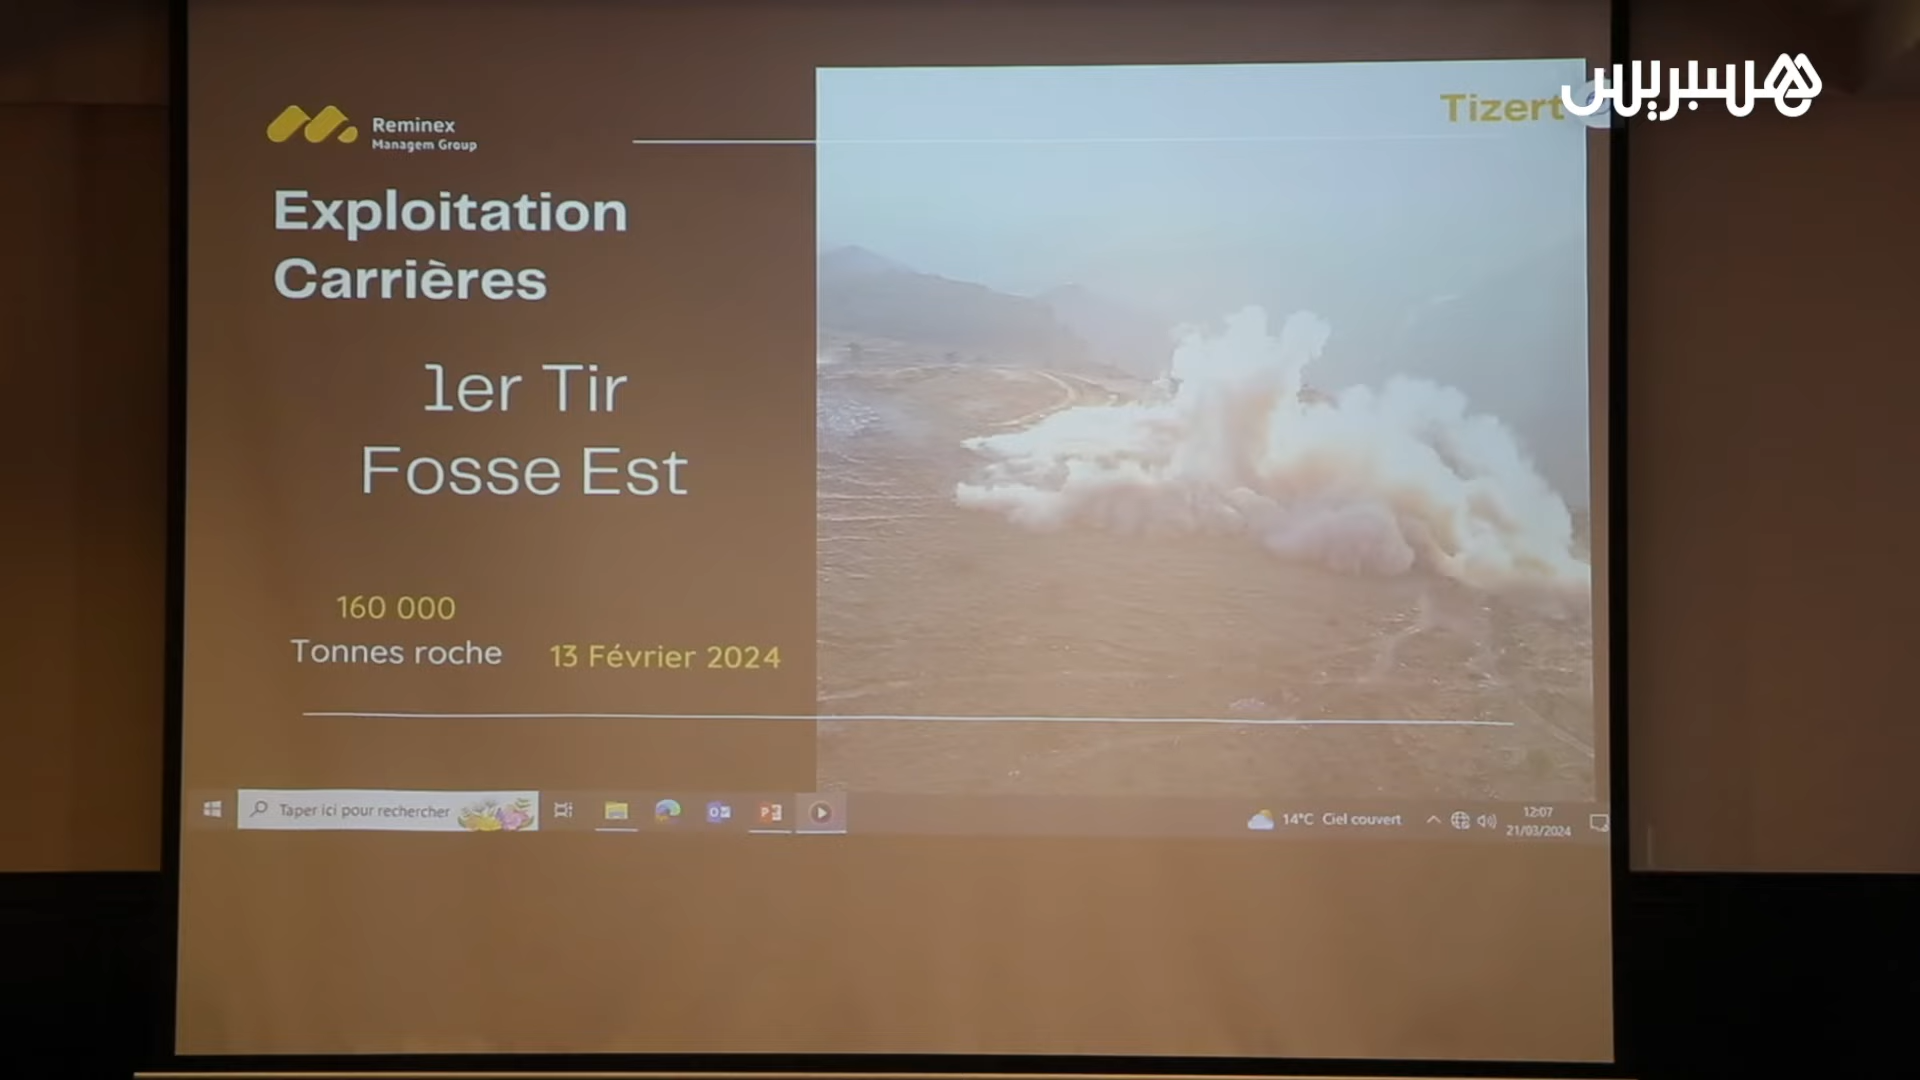 هسبريس
Tizert
Reminex
Managem Group
Exploitation
Carrières
1er Tir
Fosse Est
160 000
Tonnes roche
13 Février 2024
Taper ici pour rechercher
14°C Ciel couvert
12:07
21/03/2024